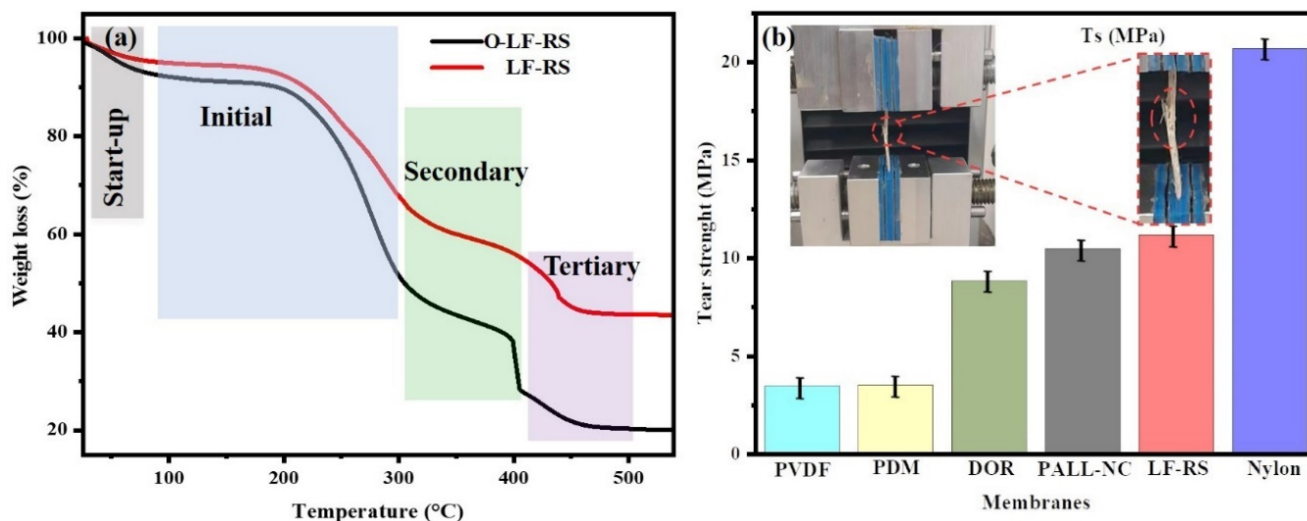 (a)
O-LF-RS
LF-RS
Start-up
Initial
Secondary
Tertiary
Weight loss (%)
100
80
60
40
20
100
200
300
400
500
Temperature (°C)
(b)
Ts (MPa)
Tear strenght (MPa)
20
15
10
5
0
PVDF
PDM
DOR
PALL-NC
LF-RS
Nylon
Membranes